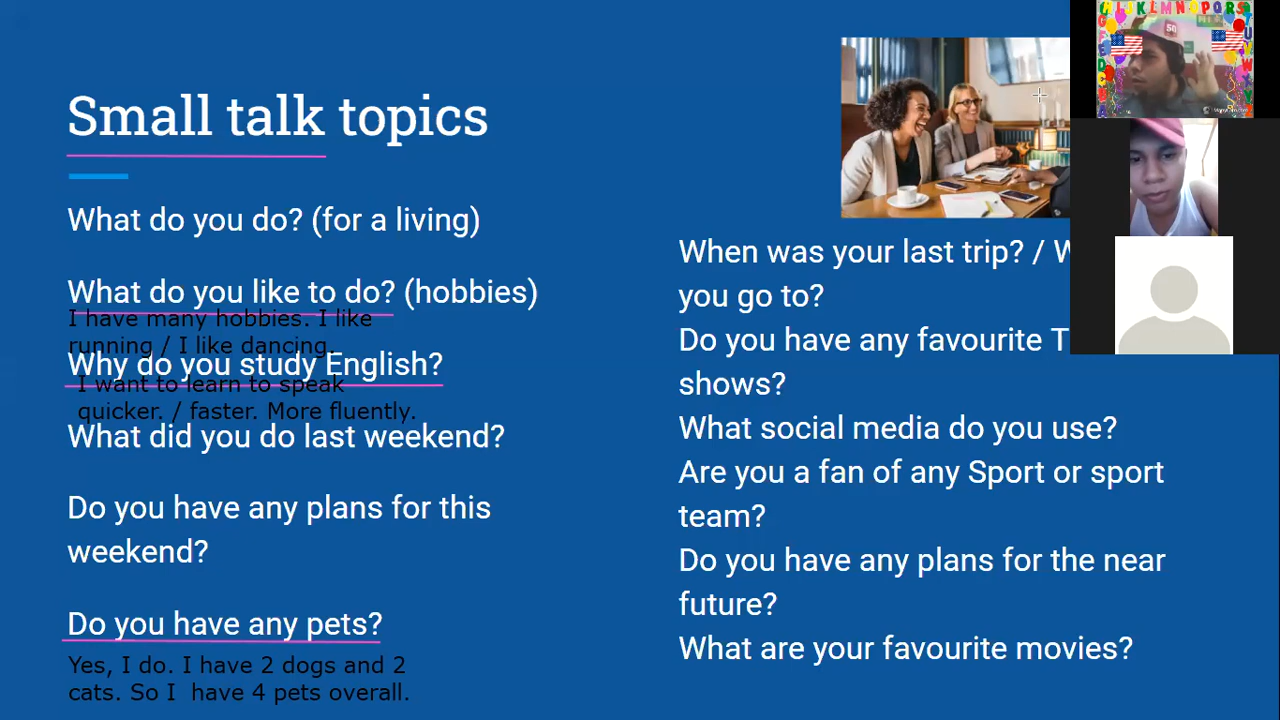 Small talk topics
What do you do? (for a living)
What do you like to do? (hobbies)
I have many hobbies. I like
running / I like dancing.
Why do you study English?
I want to learn to speak
quicker. / faster. More fluently.
What did you do last weekend?
Do you have any plans for this
weekend?
Do you have any pets?
Yes, I do. I have 2 dogs and 2
cats. So I  have 4 pets overall.
When was your last trip? /
you go to?
Do you have any favourite
shows?
What social media do you use?
Are you a fan of any Sport or sport
team?
Do you have any plans for the near
future?
What are your favourite movies?